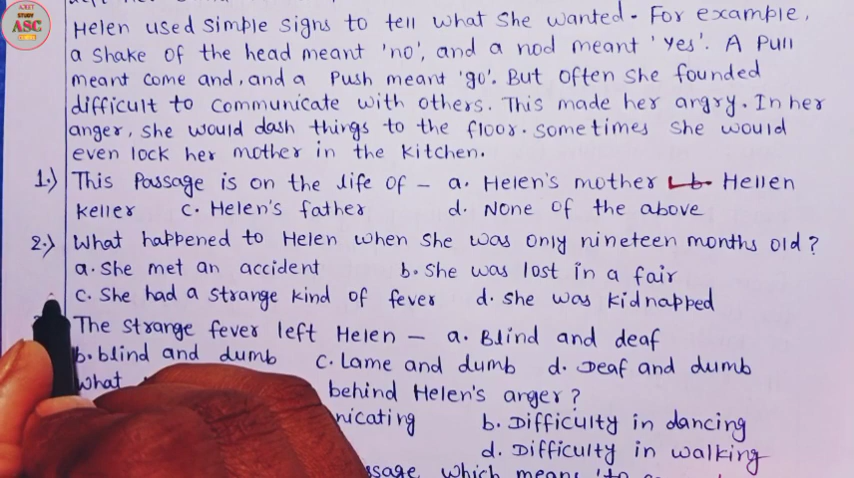 AJIT
STUDY
ASC
Helen used simple signs to tell what she wanted. For example,
a shake of the head meant 'no', and a nod meant 'yes'. A Pull
meant come and, and a Push meant 'go'. But often she founded
difficult to communicate with others. This made her angry. In her
anger, she would dash things to the floor. Sometimes she would
even lock her mother in the kitchen.
1.) This Passage is on the life of - a. Helen's mother b. Hellen
keller c. Helen's father d. None of the above
2.) What happened to Helen when she was only nineteen months old?
a. She met an accident b. She was lost in a fair
c. She had a strange kind of fever d. she was kidnapped
The strange fever left Helen - a. Blind and deaf
b. blind and dumb c. Lame and dumb d. Deaf and dumb
What behind Helen's anger?
nicating b. Difficulty in dancing
d. Difficulty in walking
ssage, which means 'to